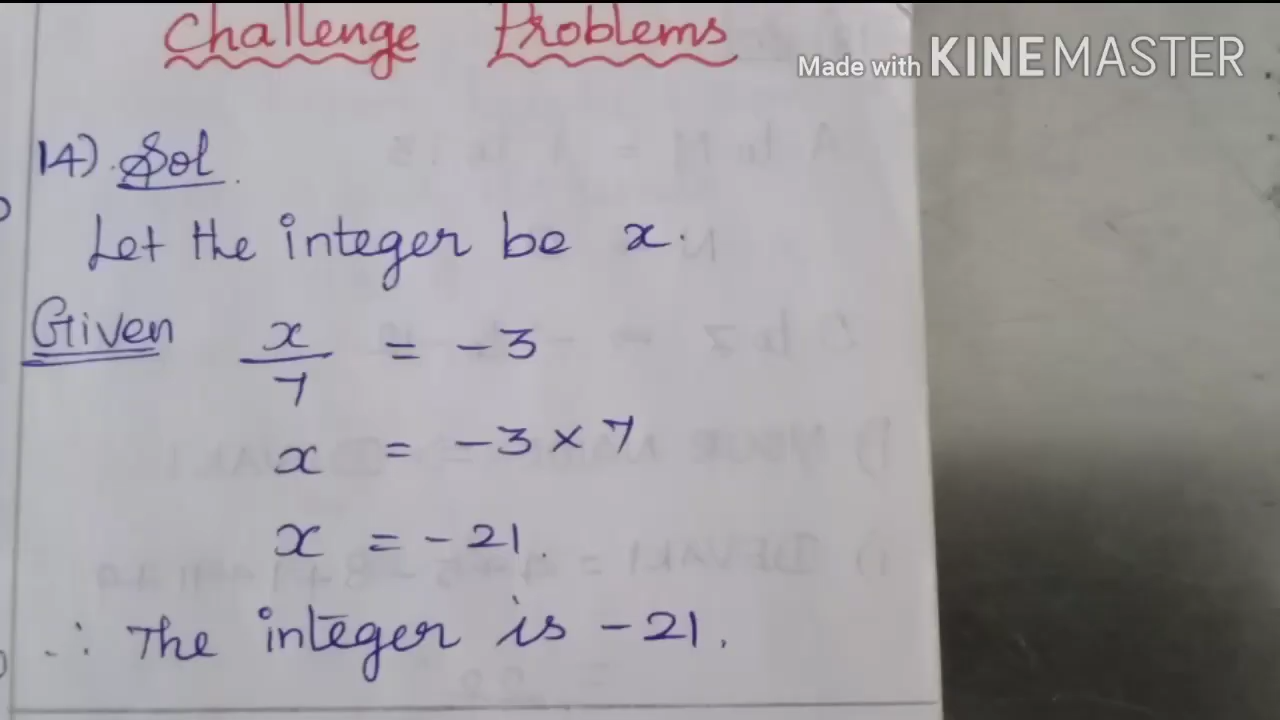 Challenge Problems
Made with KINEMASTER
14). Sol.
Let the integer be x.
Given x/7 = -3
x = -3 × 7
x = -21.
∴ The integer is -21.